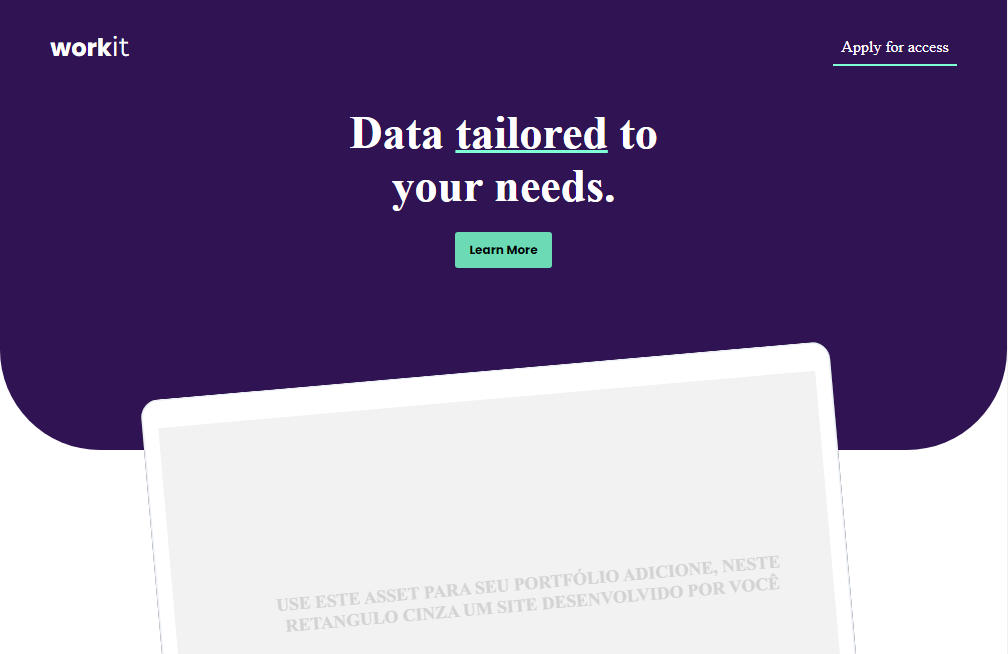 workit
Apply for access
Data tailored to
your needs.
Learn More
USE ESTE ASSET PARA SEU PORTFÓLIO ADICIONE, NESTE
RETANGULO CINZA UM SITE DESENVOLVIDO POR VOCÊ